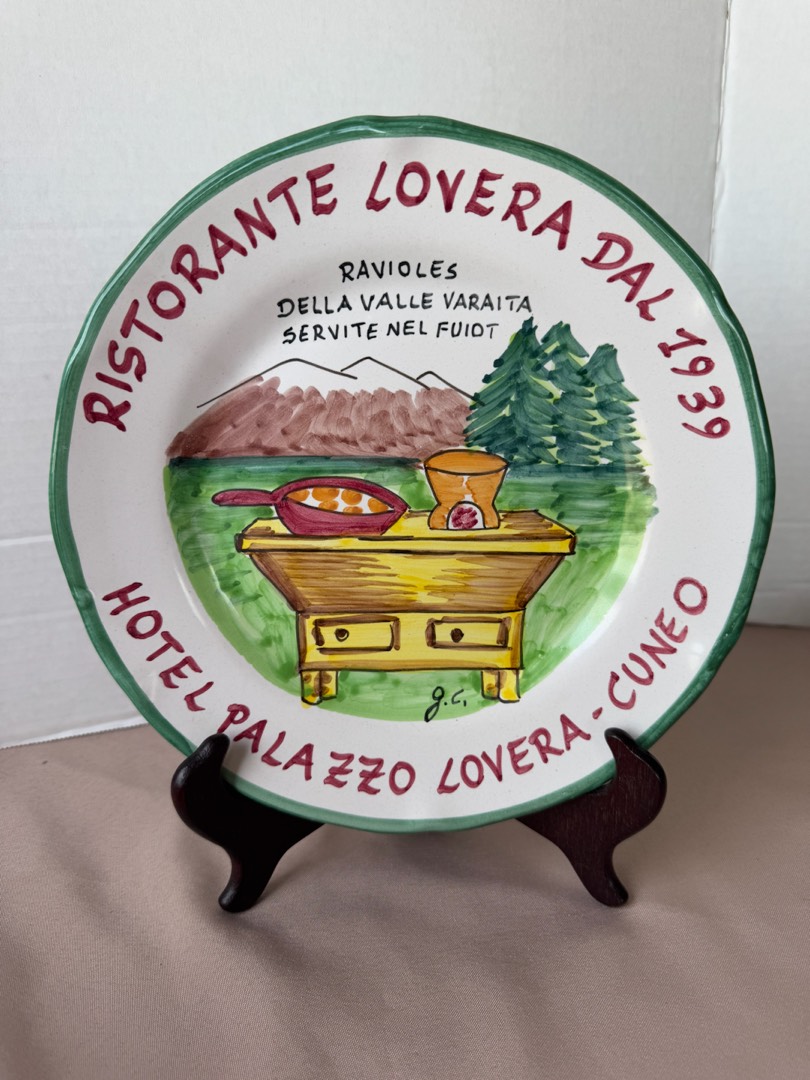 RISTORANTE LOVERA DAL 1939
RAVIOLES
DELLA VALLE VARAITA
SERVITE NEL FUIOT
g.c.
HOTEL PALAZZO LOVERA - CUNEO